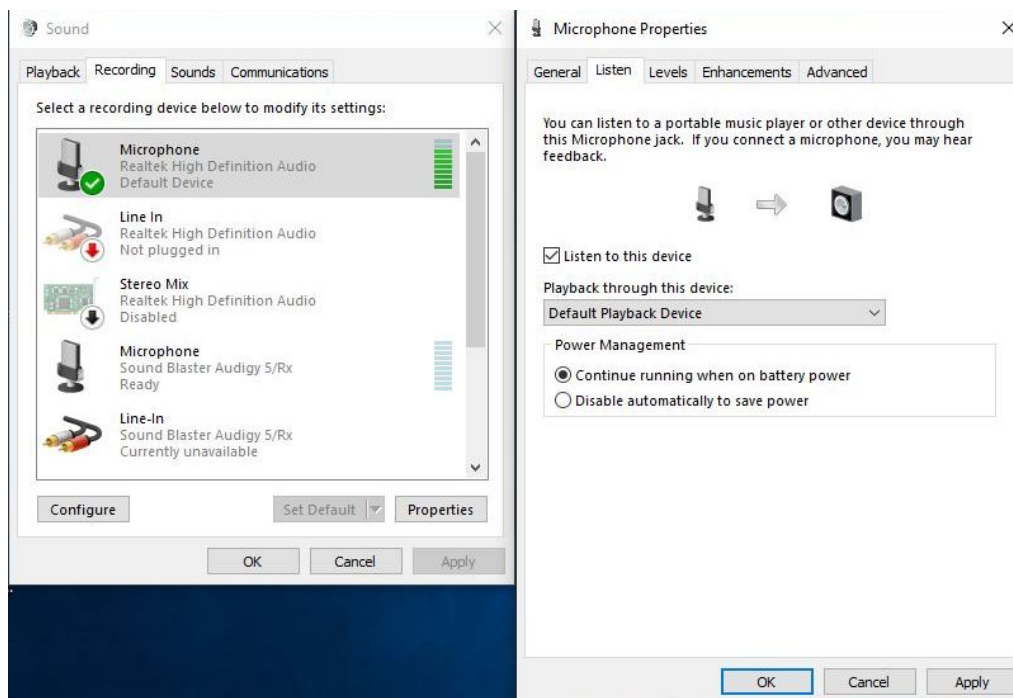 Sound
Playback Recording Sounds Communications
Select a recording device below to modify its settings:
Microphone
Realtek High Definition Audio
Default Device
Line In
Realtek High Definition Audio
Not plugged in
Stereo Mix
Realtek High Definition Audio
Disabled
Microphone
Sound Blaster Audigy 5/Rx
Ready
Line-In
Sound Blaster Audigy 5/Rx
Currently unavailable
Configure Set Default Properties
OK Cancel Apply
Microphone Properties
General Listen Levels Enhancements Advanced
You can listen to a portable music player or other device through
this Microphone jack. If you connect a microphone, you may hear
feedback.
Listen to this device
Playback through this device:
Default Playback Device
Power Management
Continue running when on battery power
Disable automatically to save power
OK Cancel Apply